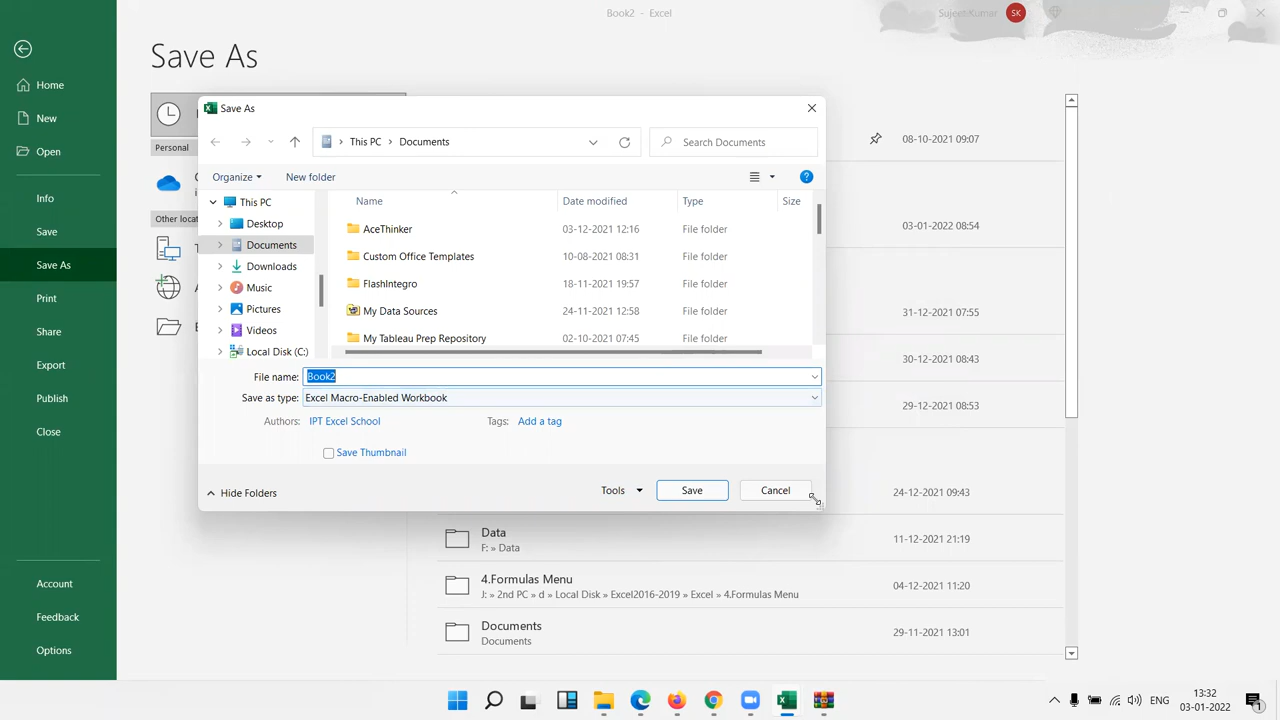 Book2 - Excel
Sujeet Kumar
SK
Save As
Home
New
Open
Info
Save
Save As
Print
Share
Export
Publish
Close
Account
Feedback
Options
Personal
Other locat
Save As
This PC
Documents
Search Documents
Organize
New folder
This PC
Desktop
Documents
Downloads
Music
Pictures
Videos
Local Disk (C:)
Name Date modified Type Size
AceThinker 03-12-2021 12:16 File folder
Custom Office Templates 10-08-2021 08:31 File folder
FlashIntegro 18-11-2021 19:57 File folder
My Data Sources 24-11-2021 12:58 File folder
My Tableau Prep Repository 02-10-2021 07:45 File folder
File name: Book2
Save as type: Excel Macro-Enabled Workbook
Authors: IPT Excel School Tags: Add a tag
Save Thumbnail
Hide Folders
Tools
Save
Cancel
08-10-2021 09:07
03-01-2022 08:54
31-12-2021 07:55
30-12-2021 08:43
29-12-2021 08:53
24-12-2021 09:43
Data 11-12-2021 21:19
F: » Data
4.Formulas Menu 04-12-2021 11:20
J: » 2nd PC » d » Local Disk » Excel2016-2019 » Excel » 4.Formulas Menu
Documents 29-11-2021 13:01
Documents
ENG
13:32
03-01-2022
1